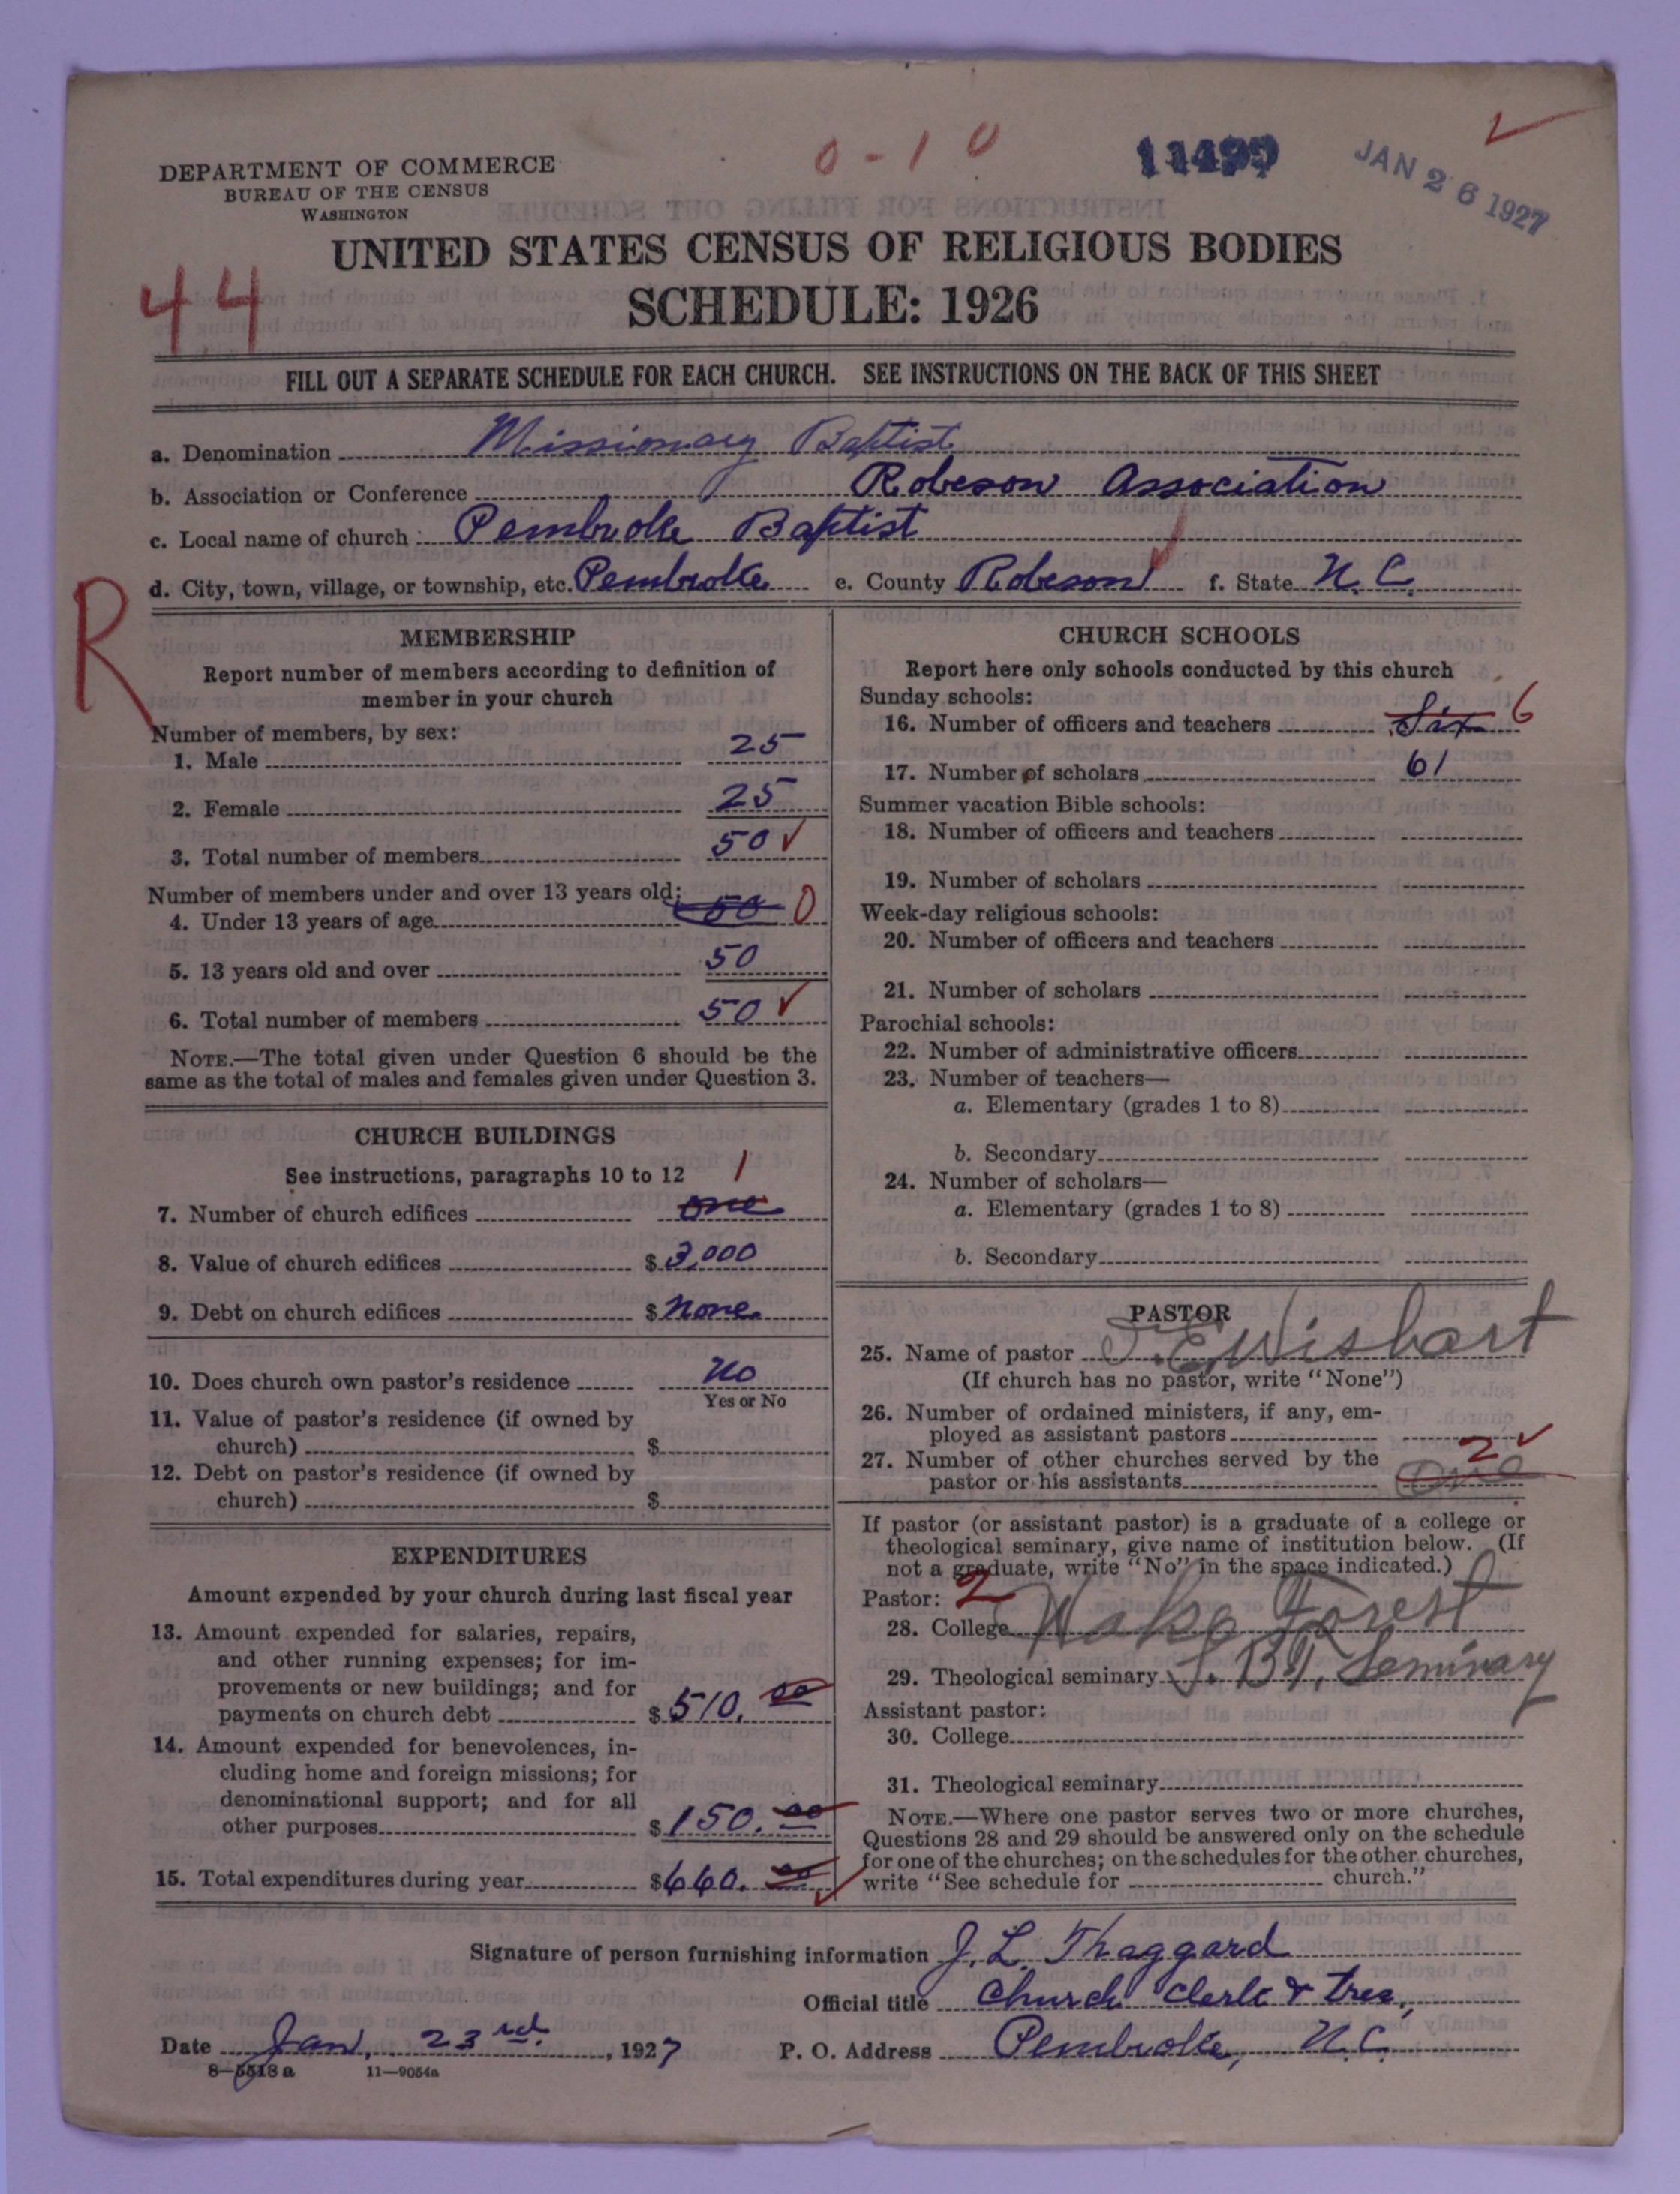 0-10
11499
JAN 26 1927
DEPARTMENT OF COMMERCE
BUREAU OF THE CENSUS
WASHINGTON
UNITED STATES CENSUS OF RELIGIOUS BODIES
44
SCHEDULE: 1926
FILL OUT A SEPARATE SCHEDULE FOR EACH CHURCH. SEE INSTRUCTIONS ON THE BACK OF THIS SHEET
a. Denomination Missionary Baptist
b. Association or Conference Robeson Association
c. Local name of church Pembroke Baptist
d. City, town, village, or township, etc. Pembroke e. County Robeson f. State N. C.
R
MEMBERSHIP
Report number of members according to definition of
member in your church
Number of members, by sex:
1. Male 25
2. Female 25
3. Total number of members 50 ✓
Number of members under and over 13 years old:
4. Under 13 years of age 50 0
5. 13 years old and over 50
6. Total number of members 50 ✓
NOTE.—The total given under Question 6 should be the
same as the total of males and females given under Question 3.
CHURCH BUILDINGS
See instructions, paragraphs 10 to 12 1
7. Number of church edifices one
8. Value of church edifices $ 3,000
9. Debt on church edifices $ none
10. Does church own pastor's residence No
Yes or No
11. Value of pastor's residence (if owned by
church) $
12. Debt on pastor's residence (if owned by
church) $
EXPENDITURES
Amount expended by your church during last fiscal year
13. Amount expended for salaries, repairs,
and other running expenses; for im-
provements or new buildings; and for
payments on church debt $ 510.00
14. Amount expended for benevolences, in-
cluding home and foreign missions; for
denominational support; and for all
other purposes $ 150.00
15. Total expenditures during year $ 660.00
CHURCH SCHOOLS
Report here only schools conducted by this church
Sunday schools:
16. Number of officers and teachers Six 6
17. Number of scholars 61
Summer vacation Bible schools:
18. Number of officers and teachers
19. Number of scholars
Week-day religious schools:
20. Number of officers and teachers
21. Number of scholars
Parochial schools:
22. Number of administrative officers
23. Number of teachers—
a. Elementary (grades 1 to 8)
b. Secondary
24. Number of scholars—
a. Elementary (grades 1 to 8)
b. Secondary
PASTOR
25. Name of pastor I. E. Wishart
(If church has no pastor, write "None")
26. Number of ordained ministers, if any, em-
ployed as assistant pastors
27. Number of other churches served by the
pastor or his assistants One 2 ✓
If pastor (or assistant pastor) is a graduate of a college or
theological seminary, give name of institution below. (If
not a graduate, write "No" in the space indicated.)
Pastor: 2
28. College Wake Forest
29. Theological seminary S. B. T. Seminary
Assistant pastor:
30. College
31. Theological seminary
NOTE.—Where one pastor serves two or more churches,
Questions 28 and 29 should be answered only on the schedule
for one of the churches; on the schedules for the other churches,
write "See schedule for church."
Signature of person furnishing information J. L. Thaggard
Official title Church Clerk & Tres,
Date Jan, 23rd, 1927 P. O. Address Pembroke, N. C.
8—5518 a 11—9054a